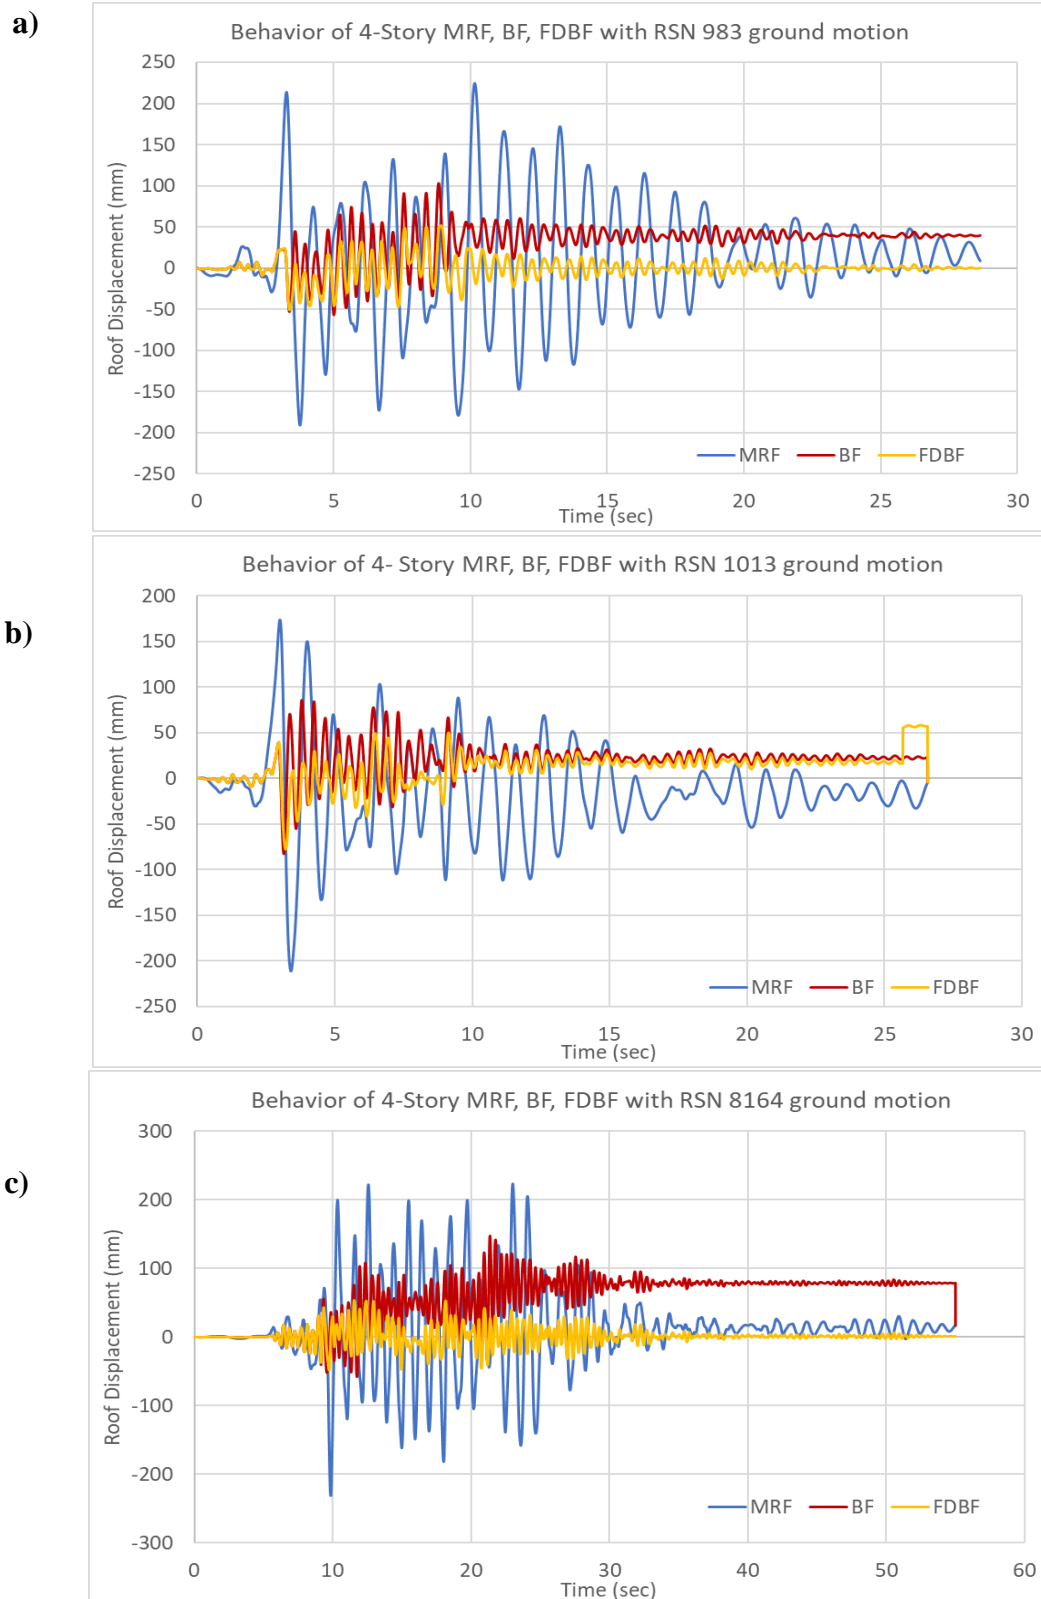 a)
Behavior of 4-Story MRF, BF, FDBF with RSN 983 ground motion
Roof Displacement (mm)
250
200
150
100
50
0
-50
-100
-150
-200
-250
MRF BF FDBF
0 5 10 15 20 25 30
Time (sec)
b)
Behavior of 4- Story MRF, BF, FDBF with RSN 1013 ground motion
Roof Displacement (mm)
200
150
100
50
0
-50
-100
-150
-200
-250
MRF BF FDBF
0 5 10 15 20 25 30
Time (sec)
c)
Behavior of 4-Story MRF, BF, FDBF with RSN 8164 ground motion
Roof Displacement (mm)
300
200
100
0
-100
-200
-300
MRF BF FDBF
0 10 20 30 40 50 60
Time (sec)